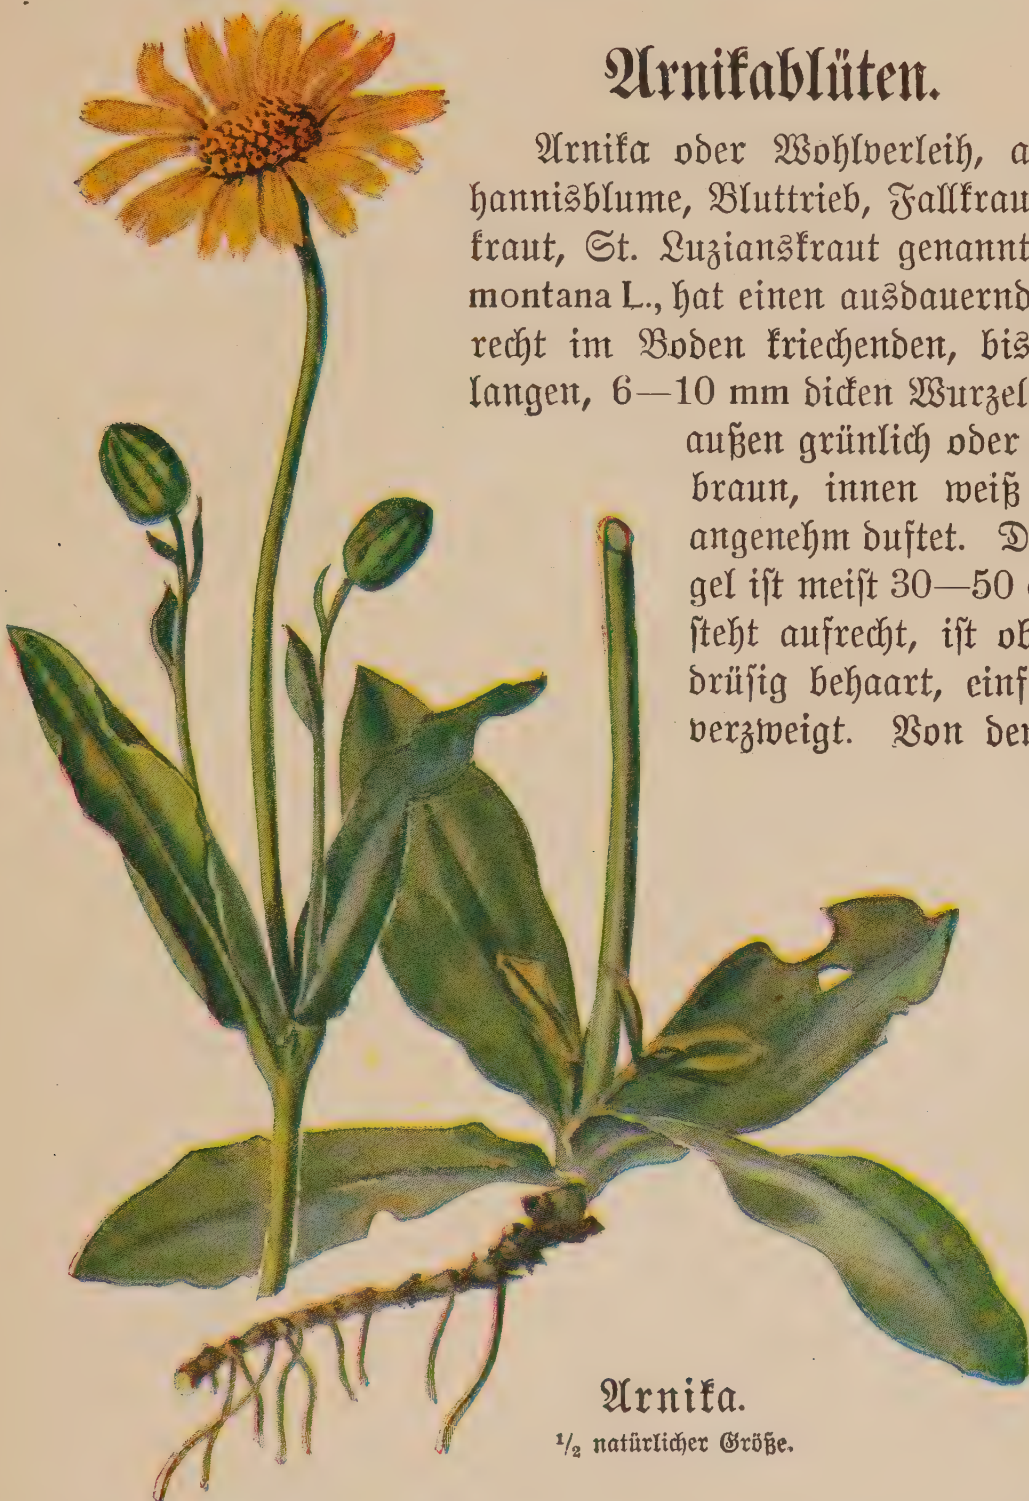 Arnikablüten.
Arnika oder Wohlverleih, a
hannisblume, Bluttrieb, Fallkrau
kraut, St. Luzianskraut genannt
montana L., hat einen ausdauernd
recht im Boden kriechenden, bis
langen, 6—10 mm dicken Wurzel
außen grünlich oder
braun, innen weiß
angenehm duftet. D
gel iſt meiſt 30—50
ſteht aufrecht, iſt ob
drüſig behaart, einf
verzweigt. Von der
Arnika.
1/2 natürlicher Größe.